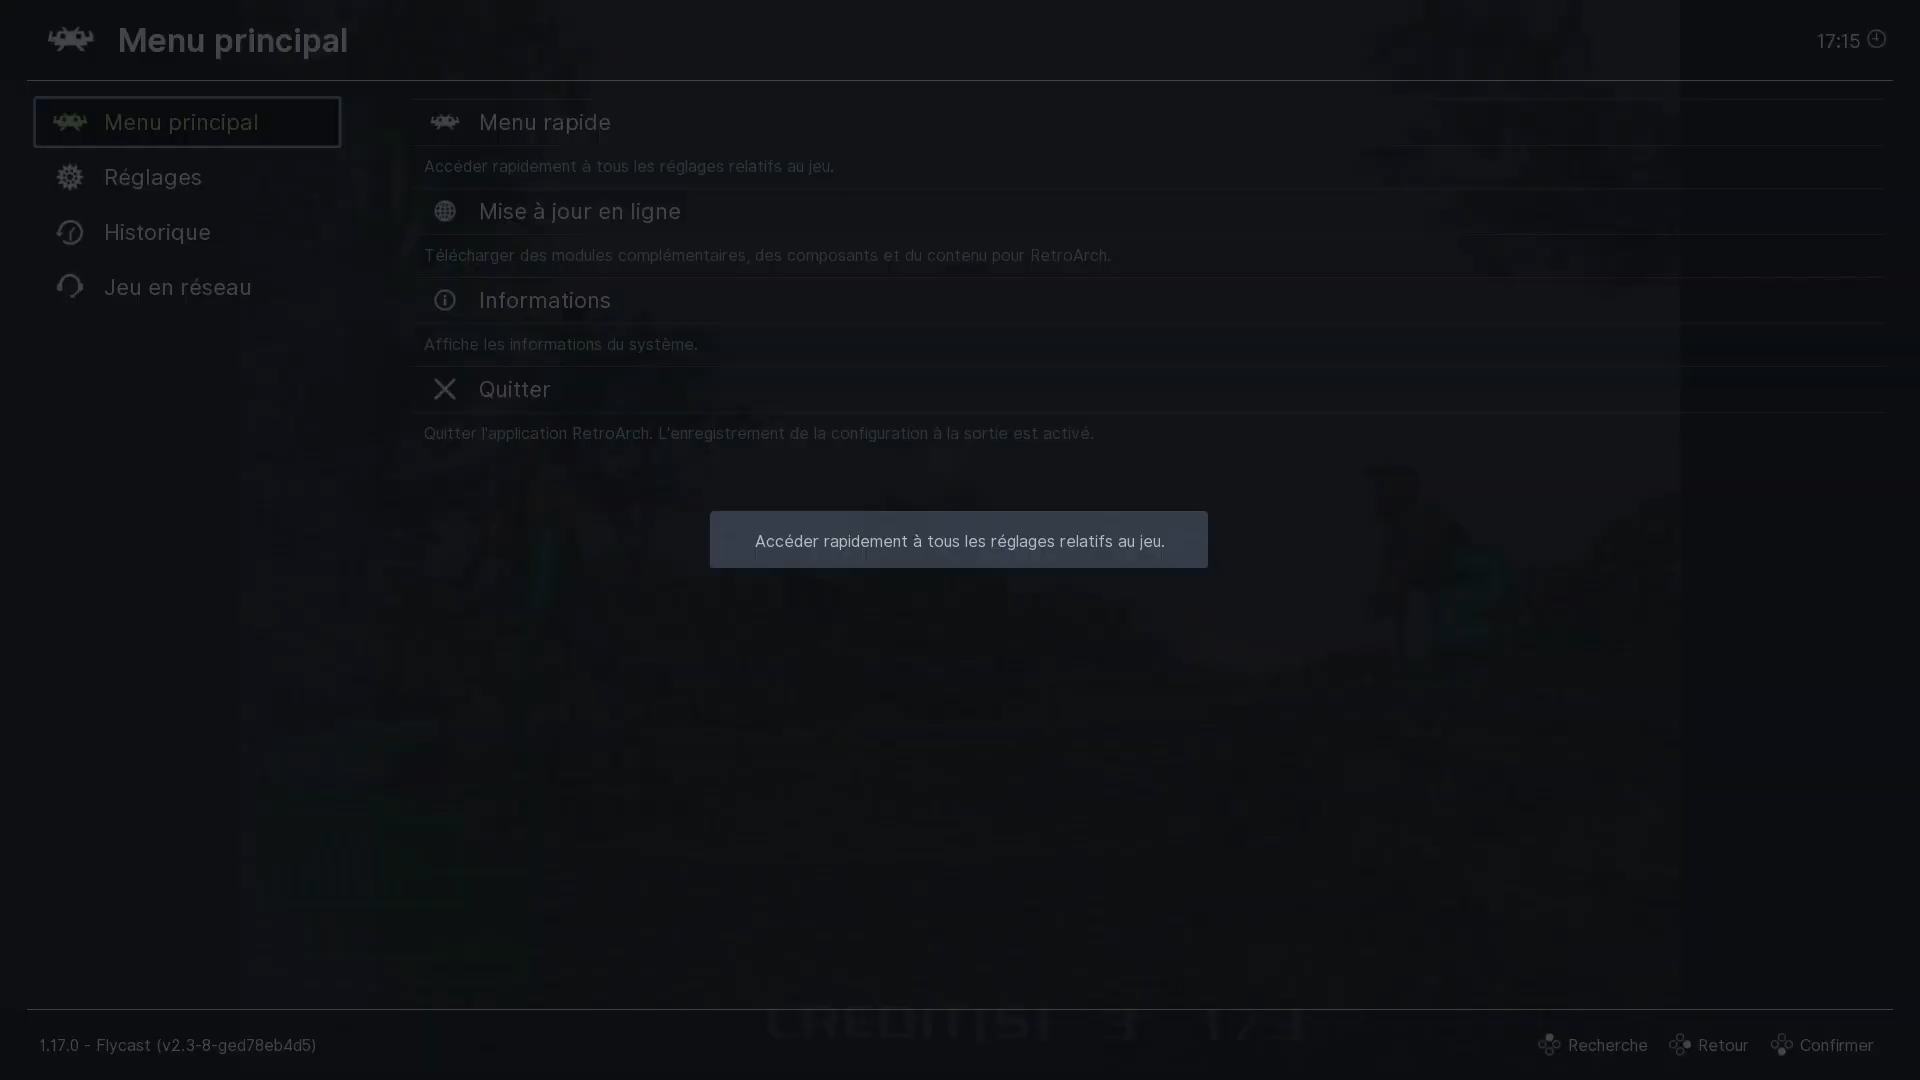 Menu principal
17:15
Menu principal
Réglages
Historique
Jeu en réseau
Menu rapide
Accéder rapidement à tous les réglages relatifs au jeu.
Mise à jour en ligne
Télécharger des modules complémentaires, des composants et du contenu pour RetroArch.
Informations
Affiche les informations du système.
Quitter
Quitter l'application RetroArch. L'enregistrement de la configuration à la sortie est activé.
Accéder rapidement à tous les réglages relatifs au jeu.
CREDIT(S) 3
1.17.0 - Flycast (v2.3-8-ged78eb4d5)
Recherche
Retour
Confirmer